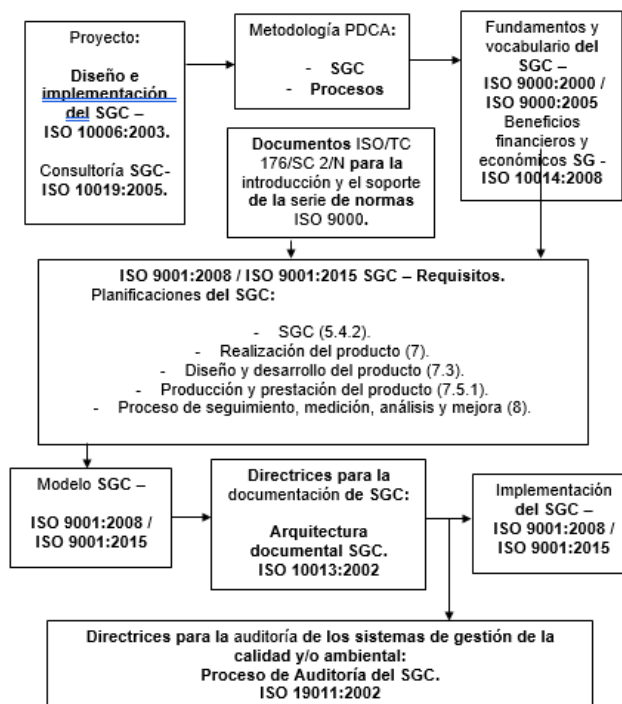 Proyecto:
Diseño e
implementación
del SGC –
ISO 10006:2003.
Consultoría SGC-
ISO 10019:2005.
Metodología PDCA:
- SGC
- Procesos
Fundamentos y
vocabulario del
SGC –
ISO 9000:2000 /
ISO 9000:2005
Beneficios
financieros y
económicos SG -
ISO 10014:2008
Documentos ISO/TC
176/SC 2/N para la
introducción y el soporte
de la serie de normas
ISO 9000.
ISO 9001:2008 / ISO 9001:2015 SGC – Requisitos.
Planificaciones del SGC:
- SGC (5.4.2).
- Realización del producto (7).
- Diseño y desarrollo del producto (7.3).
- Producción y prestación del producto (7.5.1).
- Proceso de seguimiento, medición, análisis y mejora (8).
Modelo SGC –
ISO 9001:2008 /
ISO 9001:2015
Directrices para la
documentación de SGC:
Arquitectura
documental SGC.
ISO 10013:2002
Implementación
del SGC –
ISO 9001:2008 /
ISO 9001:2015
Directrices para la auditoría de los sistemas de gestión de la
calidad y/o ambiental:
Proceso de Auditoría del SGC.
ISO 19011:2002